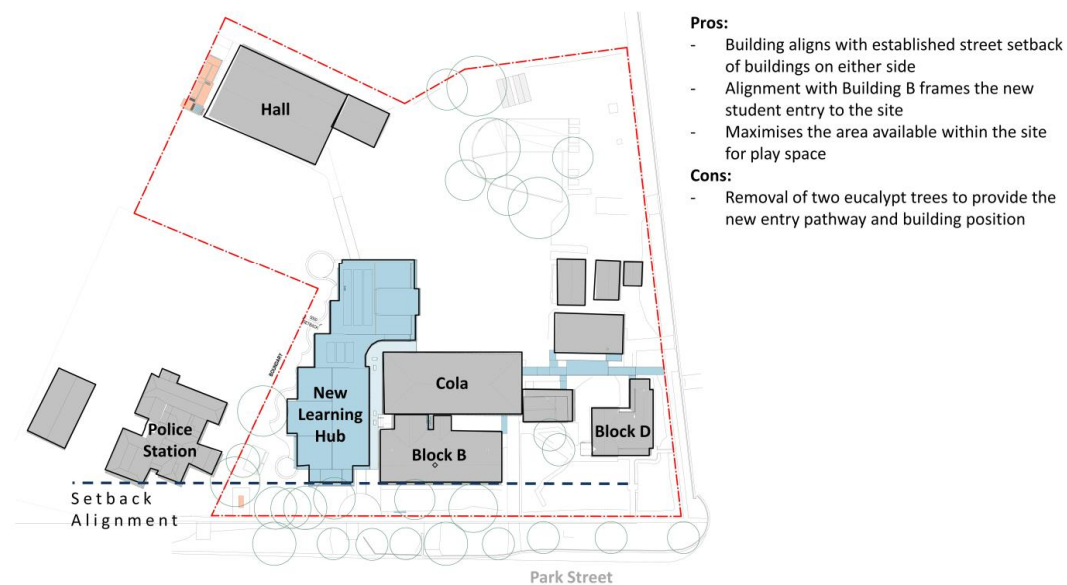 Pros:
- Building aligns with established street setback
of buildings on either side
- Alignment with Building B frames the new
student entry to the site
- Maximises the area available within the site
for play space
Cons:
- Removal of two eucalypt trees to provide the
new entry pathway and building position
Hall
BOUNDARY
Cola
New
Learning
Hub
Police
Station
Block B
Block D
Setback
Alignment
Park Street